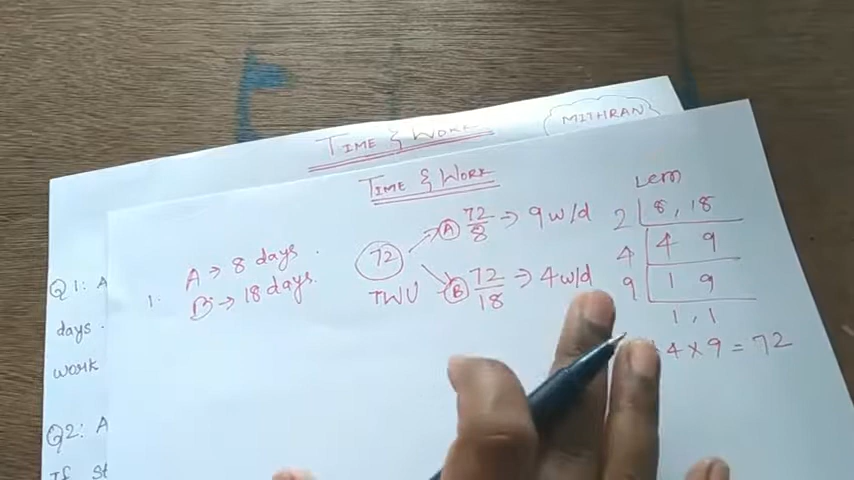 TIME & WORK
MITHRAN
Q1: A
days.
work
Q2: A
If st
TIME & WORK
1. A → 8 days.
B → 18 days.
72
TWU
A 72/8 → 9 w/d
B 72/18 → 4 w/d
Lcm
2 | 8, 18
4 | 4 9
9 | 1 9
1, 1
4 × 9 = 72